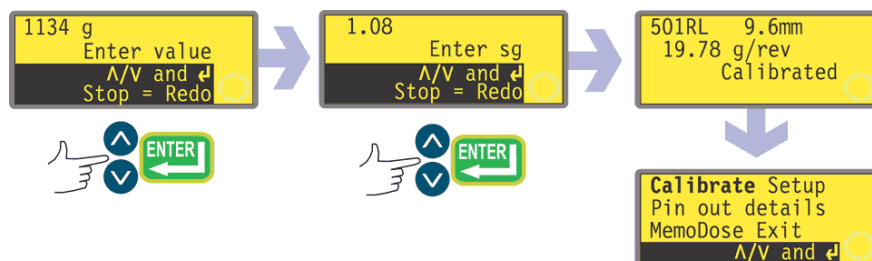 1134 g
Enter value
Λ/V and ↲
Stop = Redo
ENTER
1.08
Enter sg
Λ/V and ↲
Stop = Redo
ENTER
501RL 9.6mm
19.78 g/rev
Calibrated
Calibrate Setup
Pin out details
MemoDose Exit
Λ/V and ↲